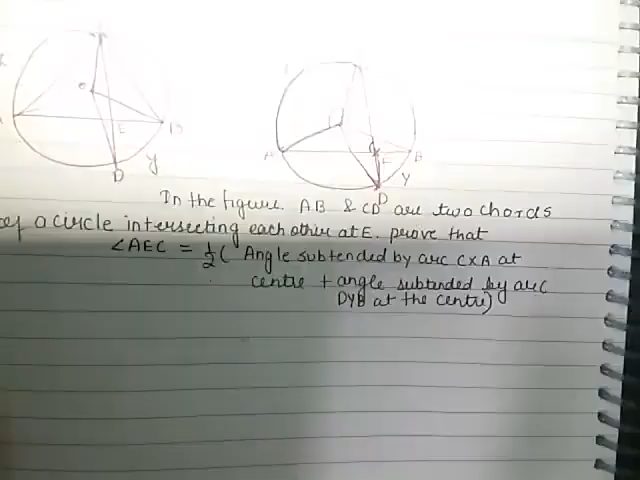 E
D
y
A
E
B
D
y
In the figure. AB & CD are two chords
of a circle intersecting each other at E. prove that
∠AEC = 1/2 ( Angle subtended by arc CXA at
centre + angle subtended by arc
DYB at the centre)